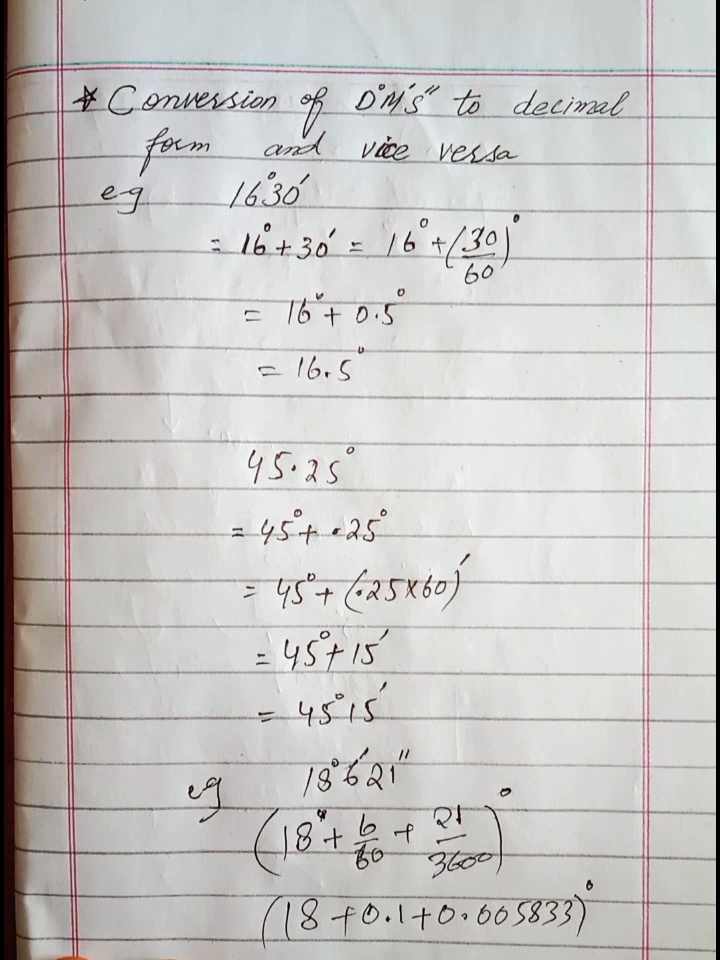 * Conversion of D°M'S" to decimal
form and vice versa
eg 16°30'
= 16° + 30' = 16° + (30/60)°
= 16° + 0.5°
= 16.5°
45.25°
= 45° + .25°
= 45° + (.25×60)'
= 45° + 15'
= 45°15'
eg 18°6'21"
(18° + 6/60 + 21/3600)°
(18 + 0.1 + 0.005833)°